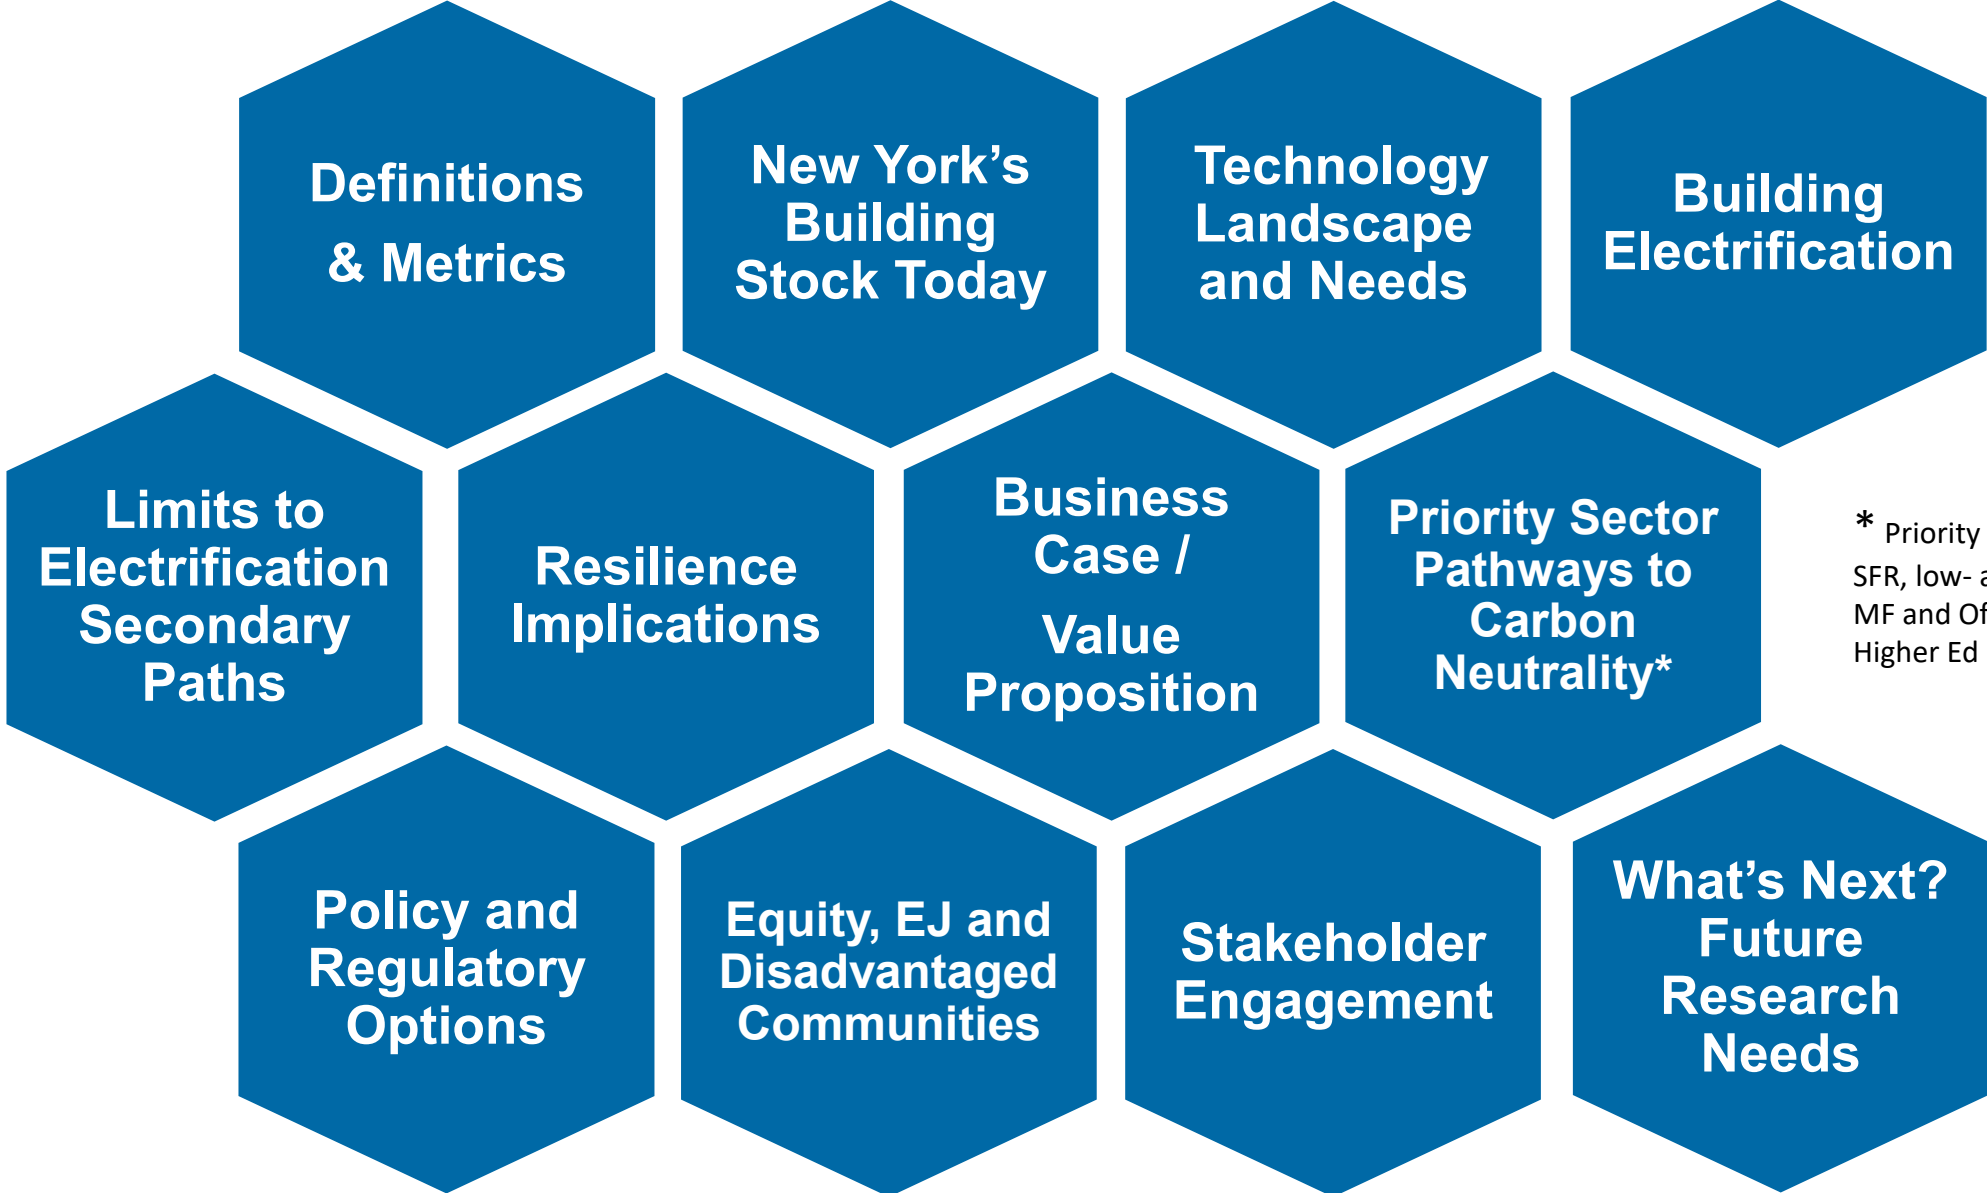 Definitions
& Metrics
New York’s
Building
Stock Today
Technology
Landscape
and Needs
Building
Electrification
Limits to
Electrification
Secondary
Paths
Resilience
Implications
Business
Case /
Value
Proposition
Priority Sector
Pathways to
Carbon
Neutrality*
* Priority
SFR, low-
MF and
Higher Ed
Policy and
Regulatory
Options
Equity, EJ and
Disadvantaged
Communities
Stakeholder
Engagement
What’s Next?
Future
Research
Needs